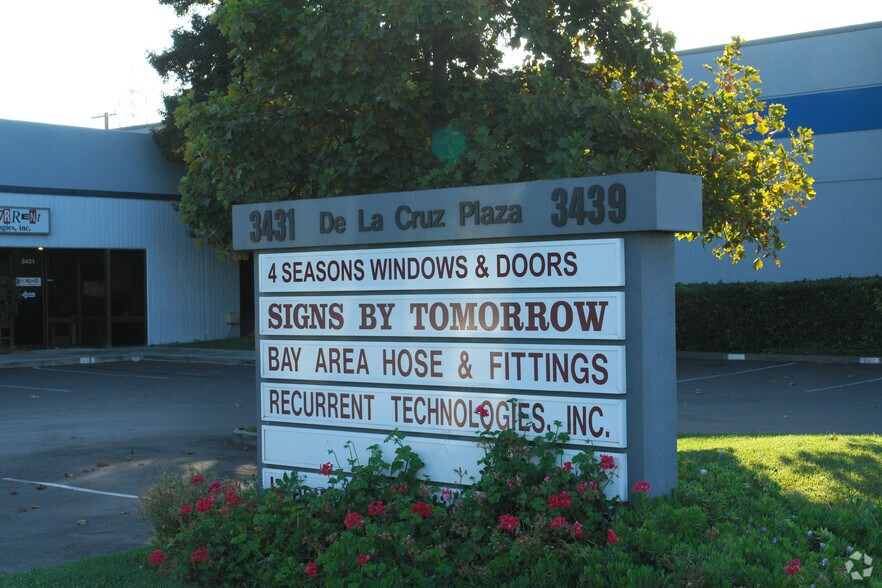 3431 De La Cruz Plaza 3439
4 SEASONS WINDOWS & DOORS
SIGNS BY TOMORROW
BAY AREA HOSE & FITTINGS
RECURRENT TECHNOLOGIES, INC.
3431